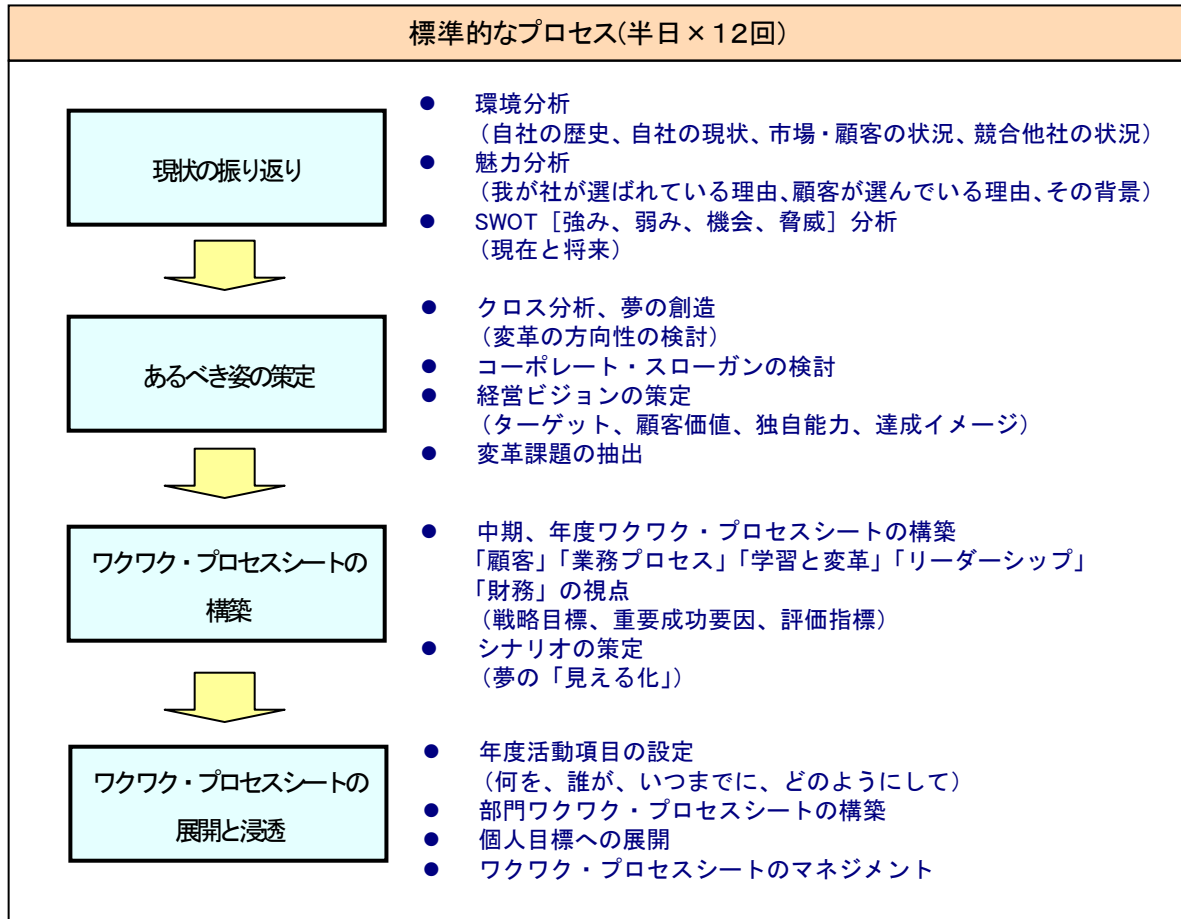 標準的なプロセス(半日×12回)
現状の振り返り
● 環境分析
（自社の歴史、自社の現状、市場・顧客の状況、競合他社の状況）
● 魅力分析
（我が社が選ばれている理由、顧客が選んでいる理由、その背景）
● SWOT［強み、弱み、機会、脅威］分析
（現在と将来）
あるべき姿の策定
● クロス分析、夢の創造
（変革の方向性の検討）
● コーポレート・スローガンの検討
● 経営ビジョンの策定
（ターゲット、顧客価値、独自能力、達成イメージ）
● 変革課題の抽出
ワクワク・プロセスシートの
構築
● 中期、年度ワクワク・プロセスシートの構築
「顧客」「業務プロセス」「学習と変革」「リーダーシップ」
「財務」の視点
（戦略目標、重要成功要因、評価指標）
● シナリオの策定
（夢の「見える化」）
ワクワク・プロセスシートの
展開と浸透
● 年度活動項目の設定
（何を、誰が、いつまでに、どのようにして）
● 部門ワクワク・プロセスシートの構築
● 個人目標への展開
● ワクワク・プロセスシートのマネジメント